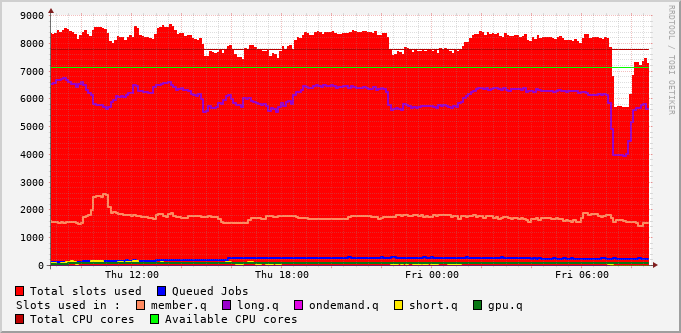 RRDTOOL / TOBI OETIKER
9000
8000
7000
6000
5000
4000
3000
2000
1000
0
Thu 12:00 Thu 18:00 Fri 00:00 Fri 06:00
Total slots used Queued Jobs
Slots used in : member.q long.q ondemand.q short.q gpu.q
Total CPU cores Available CPU cores